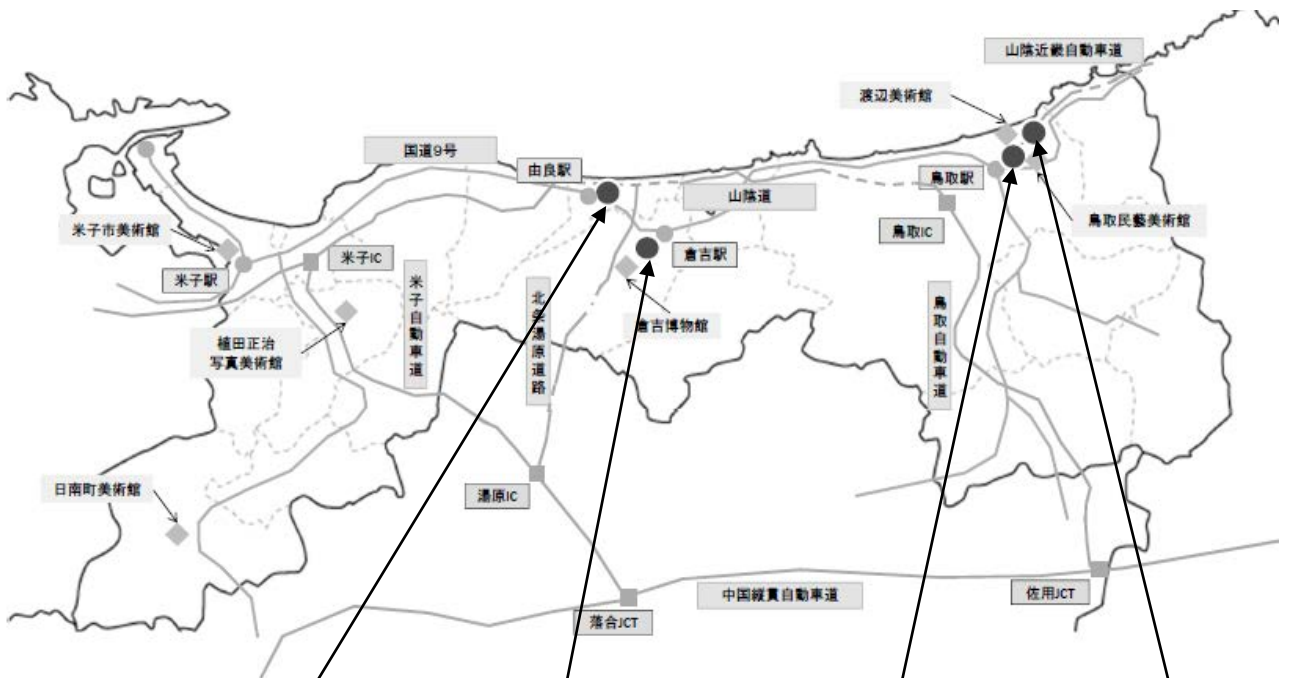 山陰近畿自動車道
渡辺美術館
国道9号
由良駅
鳥取駅
山陰道
鳥取民藝美術館
米子市美術館
鳥取IC
倉吉駅
米子IC
米子駅
米子自動車道
北条湯原道路
倉吉博物館
鳥取自動車道
植田正治
写真美術館
日南町美術館
湯原IC
中国縦貫自動車道
佐用JCT
落合JCT